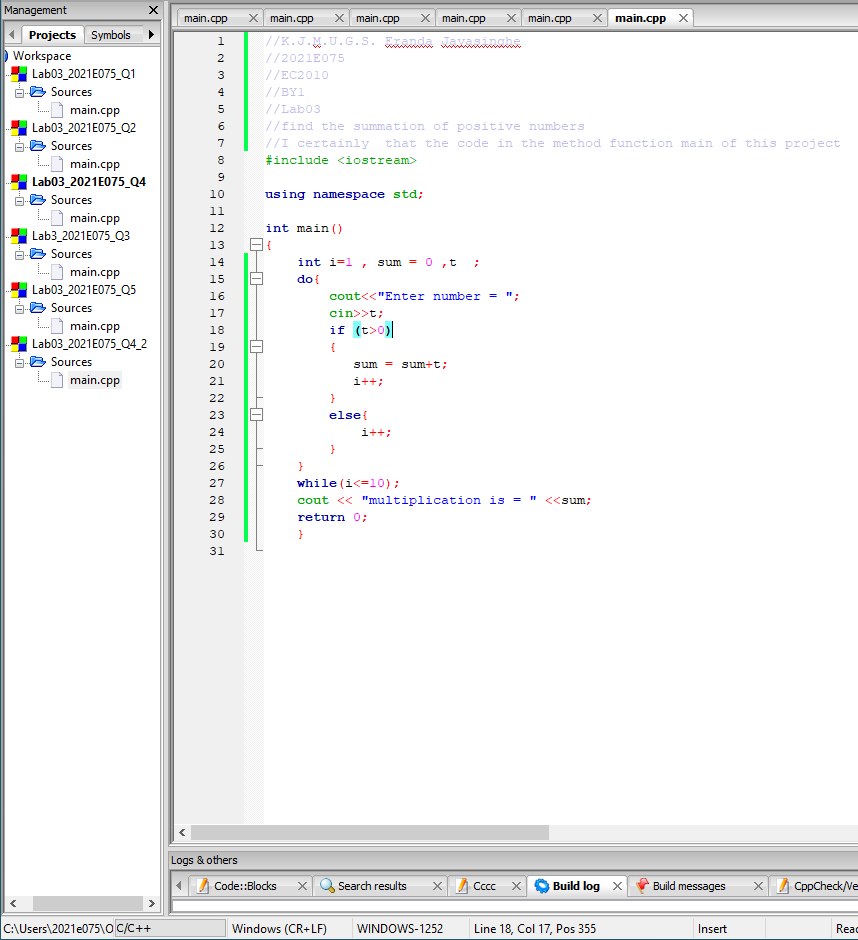 Management
Projects Symbols
Workspace
Lab03_2021E075_Q1
Sources
main.cpp
Lab03_2021E075_Q2
Sources
main.cpp
Lab03_2021E075_Q4
Sources
main.cpp
Lab3_2021E075_Q3
Sources
main.cpp
Lab03_2021E075_Q5
Sources
main.cpp
Lab03_2021E075_Q4_2
Sources
main.cpp
main.cpp main.cpp main.cpp main.cpp main.cpp main.cpp
1 //K.J.M.U.G.S. Eranda Jayasinghe
2 //2021E075
3 //EC2010
4 //BY1
5 //Lab03
6 //find the summation of positive numbers
7 //I certainly  that the code in the method function main of this project
8 #include <iostream>
9
10 using namespace std;
11
12 int main()
13 {
14     int i=1 , sum = 0 ,t  ;
15     do{
16         cout<<"Enter number = ";
17         cin>>t;
18         if (t>0)
19         {
20            sum = sum+t;
21            i++;
22         }
23         else{
24             i++;
25         }
26     }
27     while(i<=10);
28     cout << "multiplication is = " <<sum;
29     return 0;
30     }
31
Logs & others
Code::Blocks Search results Cccc Build log Build messages CppCheck/Ve
C:\Users\2021e075\O C/C++ Windows (CR+LF) WINDOWS-1252 Line 18, Col 17, Pos 355 Insert Reac